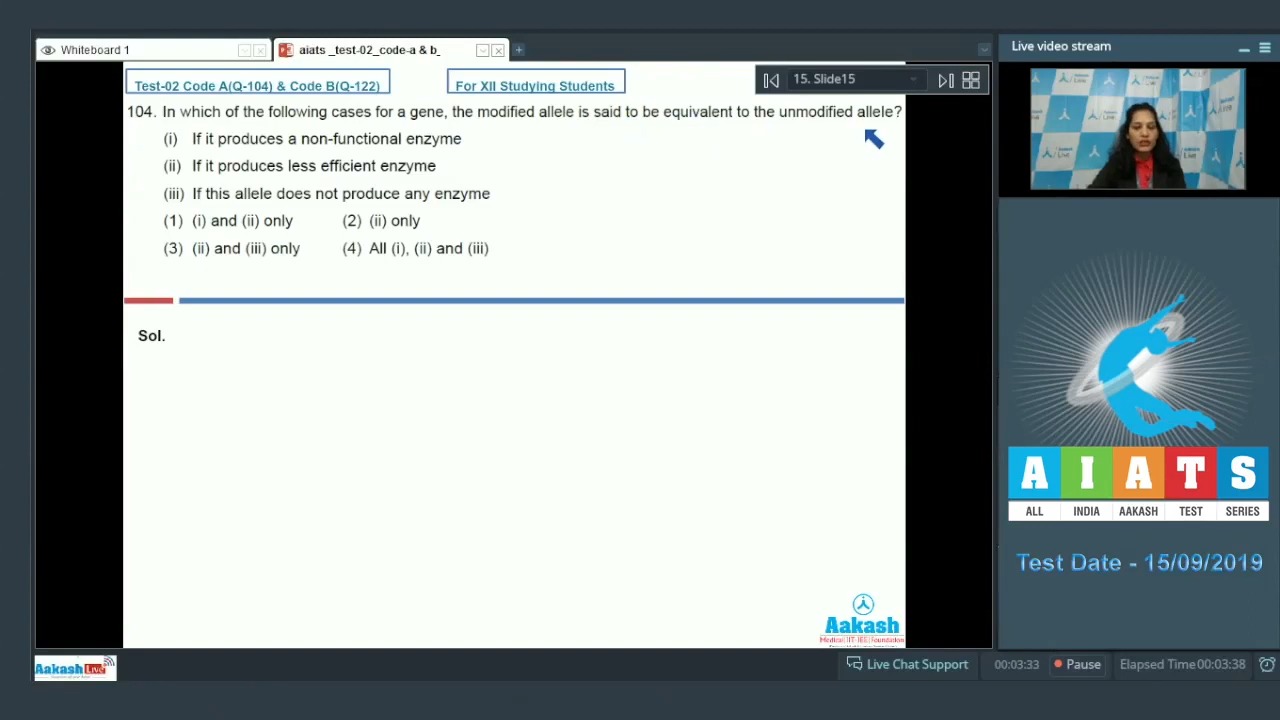 Whiteboard 1
aiats _test-02_code-a & b_
Live video stream
Test-02 Code A(Q-104) & Code B(Q-122)
For XII Studying Students
15. Slide15
104. In which of the following cases for a gene, the modified allele is said to be equivalent to the unmodified allele?
(i) If it produces a non-functional enzyme
(ii) If it produces less efficient enzyme
(iii) If this allele does not produce any enzyme
(1) (i) and (ii) only (2) (ii) only
(3) (ii) and (iii) only (4) All (i), (ii) and (iii)
Sol.
A I A T S
ALL INDIA AAKASH TEST SERIES
Test Date - 15/09/2019
Aakash
Medical|IIT-JEE|Foundation
Aakash Live
Live Chat Support
00:03:33
Pause
Elapsed Time 00:03:38